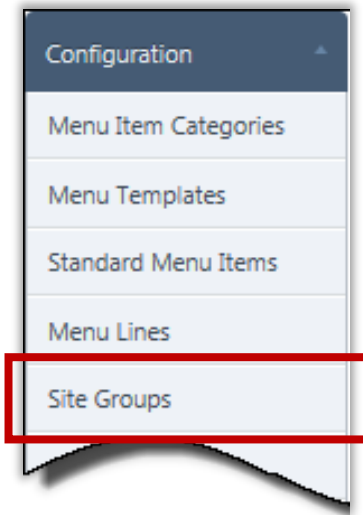 Configuration
Menu Item Categories
Menu Templates
Standard Menu Items
Menu Lines
Site Groups